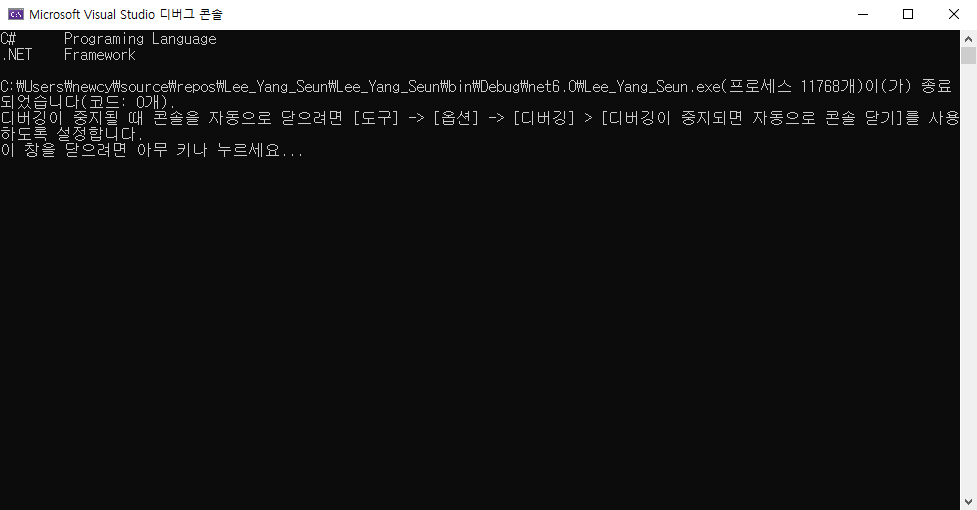 Microsoft Visual Studio 디버그 콘솔
C#      Programing Language
.NET    Framework
C:₩Users₩newcy₩source₩repos₩Lee_Yang_Seun₩Lee_Yang_Seun₩bin₩Debug₩net6.0₩Lee_Yang_Seun.exe(프로세스 11768개)이(가) 종료
되었습니다(코드: 0개).
디버깅이 중지될 때 콘솔을 자동으로 닫으려면 [도구] -> [옵션] -> [디버깅] > [디버깅이 중지되면 자동으로 콘솔 닫기]를 사용
하도록 설정합니다.
이 창을 닫으려면 아무 키나 누르세요...